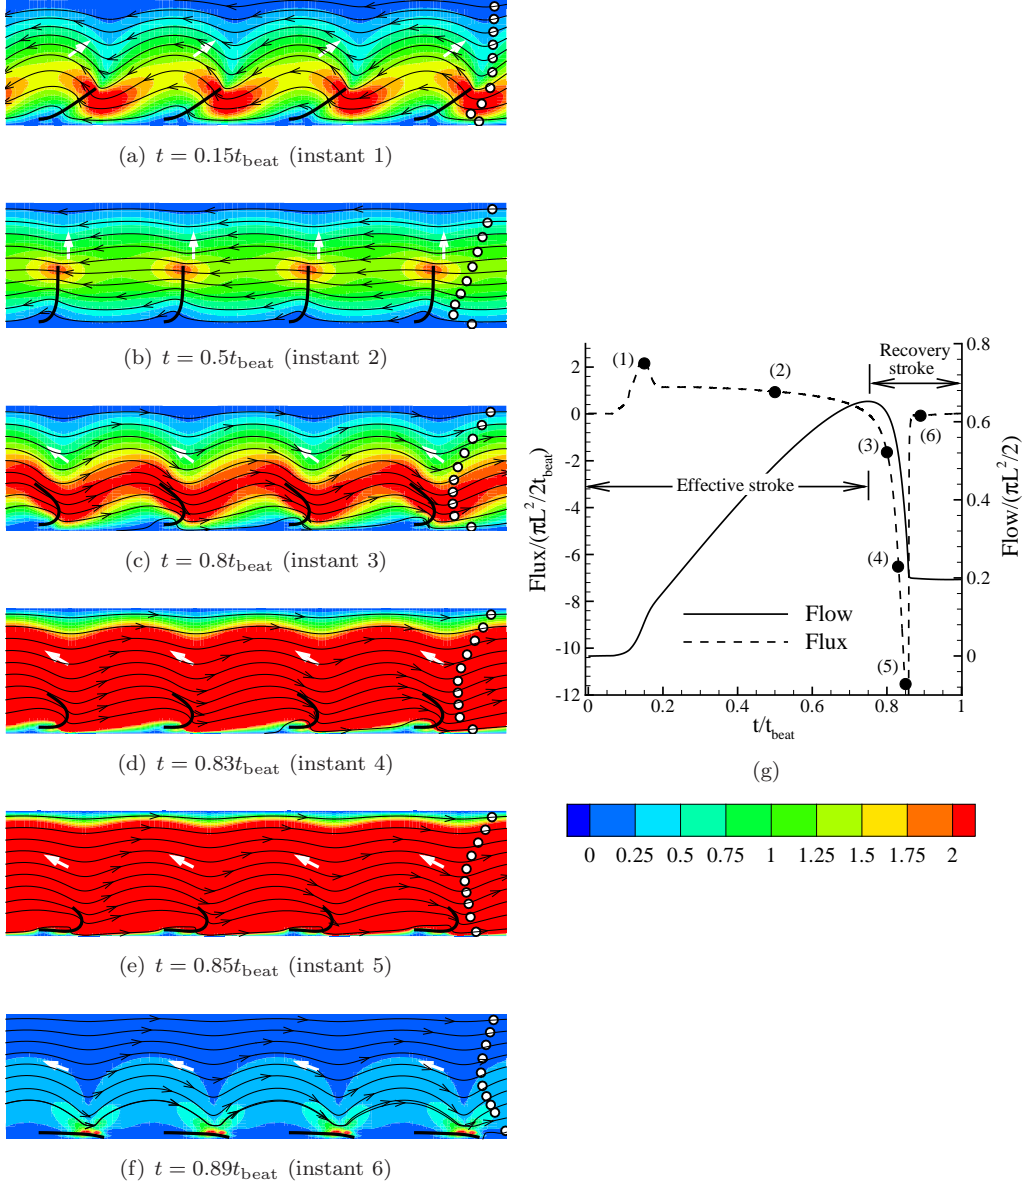 (a) t = 0.15t_beat (instant 1)
(b) t = 0.5t_beat (instant 2)
(c) t = 0.8t_beat (instant 3)
(d) t = 0.83t_beat (instant 4)
(e) t = 0.85t_beat (instant 5)
(f) t = 0.89t_beat (instant 6)
Flux/(πL²/2t_beat)
2
0
-2
-4
-6
-8
-10
-12
0.8
0.6
0.4
0.2
0
Flow/(πL²/2)
Recovery
stroke
Effective stroke
(1)
(2)
(3)
(4)
(5)
(6)
Flow
Flux
0 0.2 0.4 0.6 0.8 1
t/t_beat
(g)
0 0.25 0.5 0.75 1 1.25 1.5 1.75 2